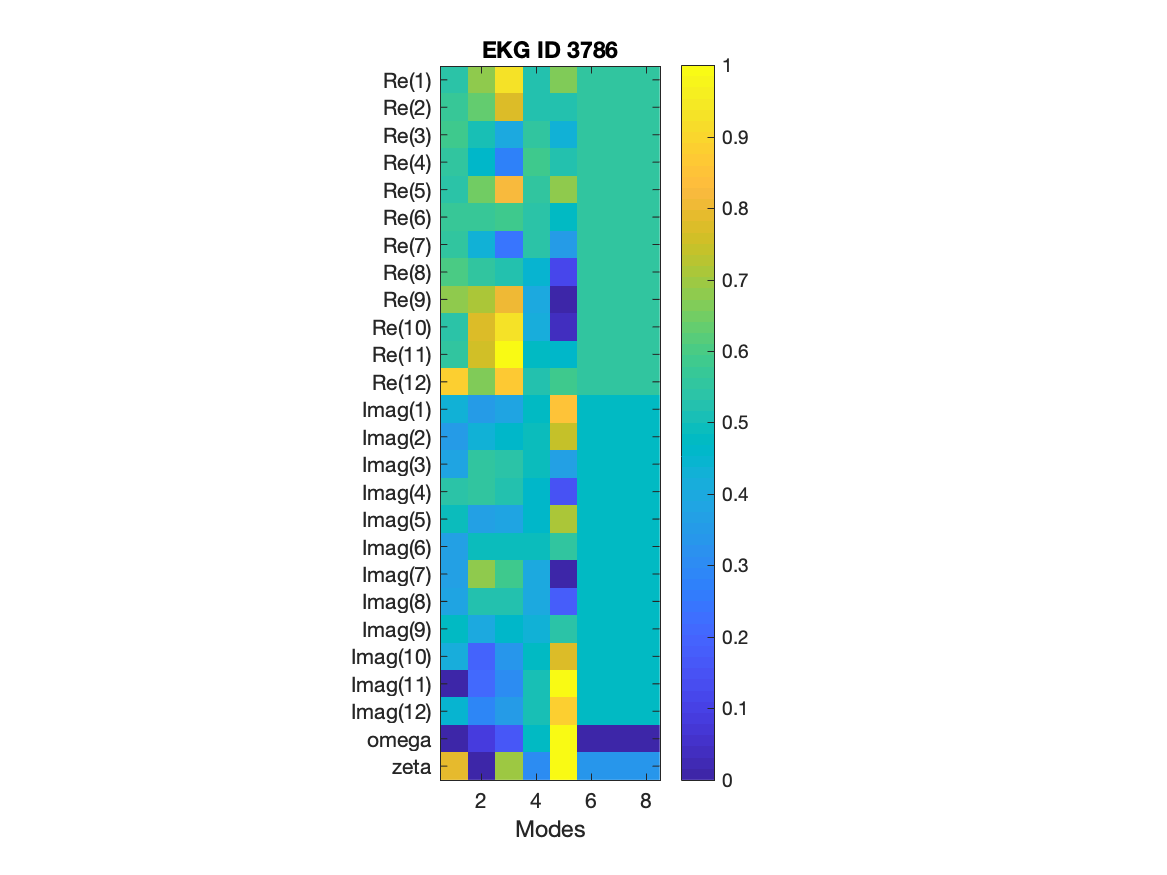 EKG ID 3786
Re(1)
Re(2)
Re(3)
Re(4)
Re(5)
Re(6)
Re(7)
Re(8)
Re(9)
Re(10)
Re(11)
Re(12)
Imag(1)
Imag(2)
Imag(3)
Imag(4)
Imag(5)
Imag(6)
Imag(7)
Imag(8)
Imag(9)
Imag(10)
Imag(11)
Imag(12)
omega
zeta
2 4 6 8
Modes
1
0.9
0.8
0.7
0.6
0.5
0.4
0.3
0.2
0.1
0